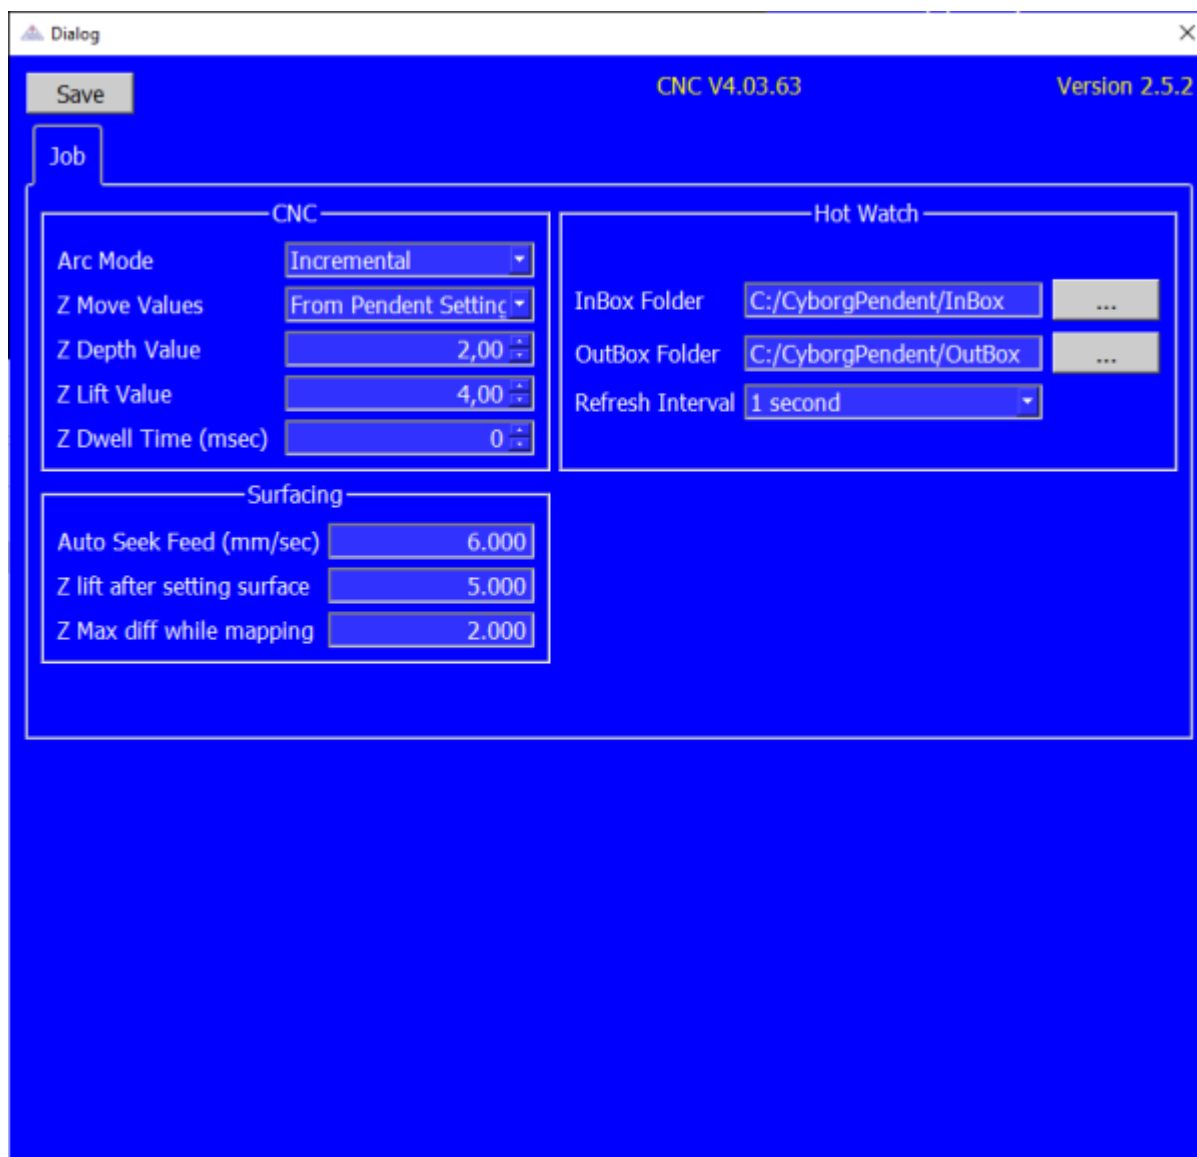 Dialog
Save
CNC V4.03.63
Version 2.5.2
Job
CNC
Arc Mode Incremental
Z Move Values From Pendent Setting
Z Depth Value 2,00
Z Lift Value 4,00
Z Dwell Time (msec) 0
Hot Watch
InBox Folder C:/CyborgPendent/InBox ...
OutBox Folder C:/CyborgPendent/OutBox ...
Refresh Interval 1 second
Surfacing
Auto Seek Feed (mm/sec) 6.000
Z lift after setting surface 5.000
Z Max diff while mapping 2.000